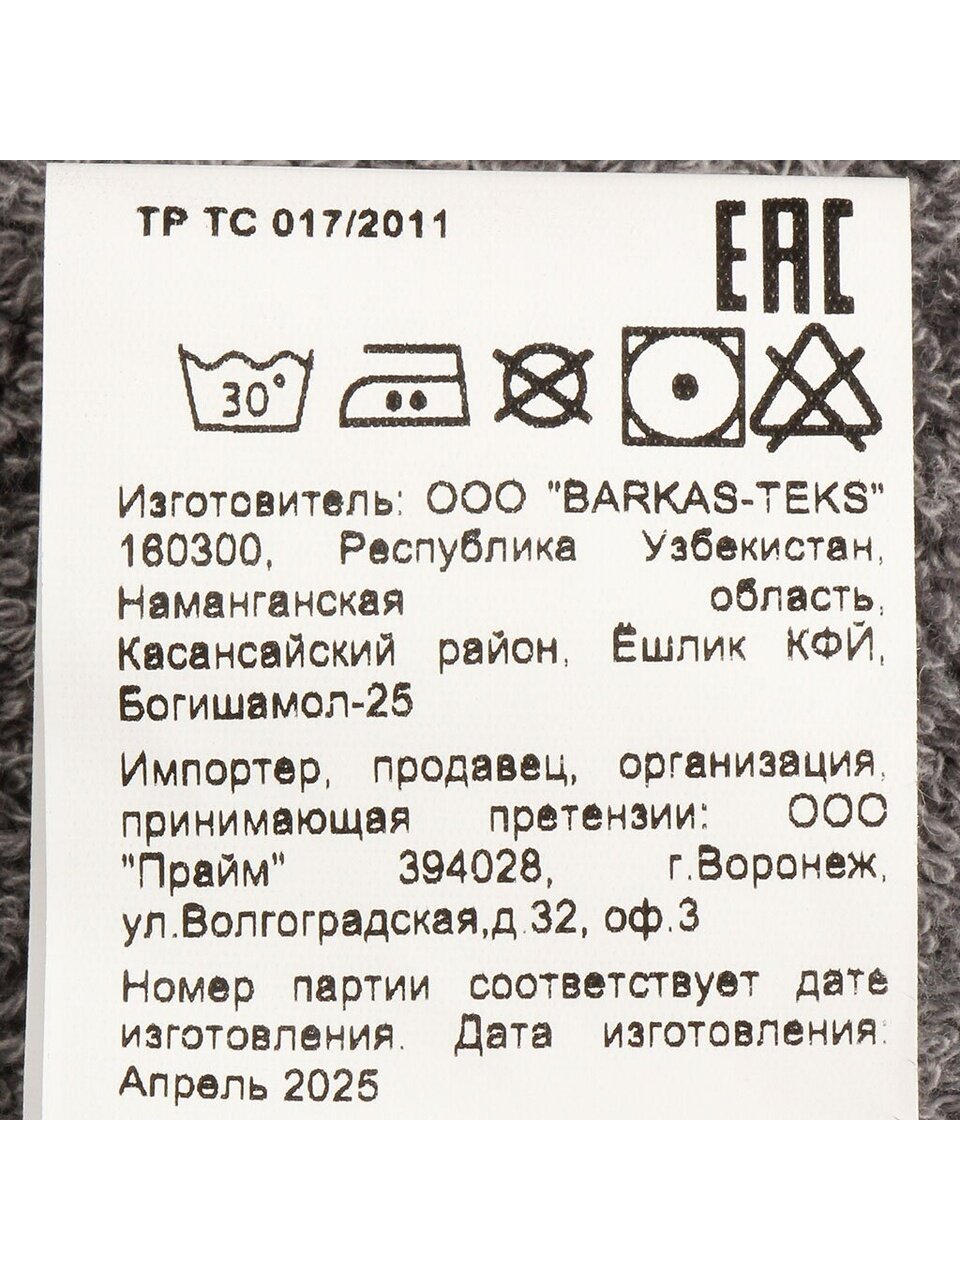 ТР ТС 017/2011
EAC
30°
Изготовитель: ООО "BARKAS-TEKS"
160300, Республика Узбекистан,
Наманганская область,
Касансайский район, Ёшлик КФЙ,
Богишамол-25
Импортер, продавец, организация,
принимающая претензии: ООО
"Прайм" 394028, г.Воронеж,
ул.Волгоградская,д.32, оф.3
Номер партии соответствует дате
изготовления. Дата изготовления:
Апрель 2025